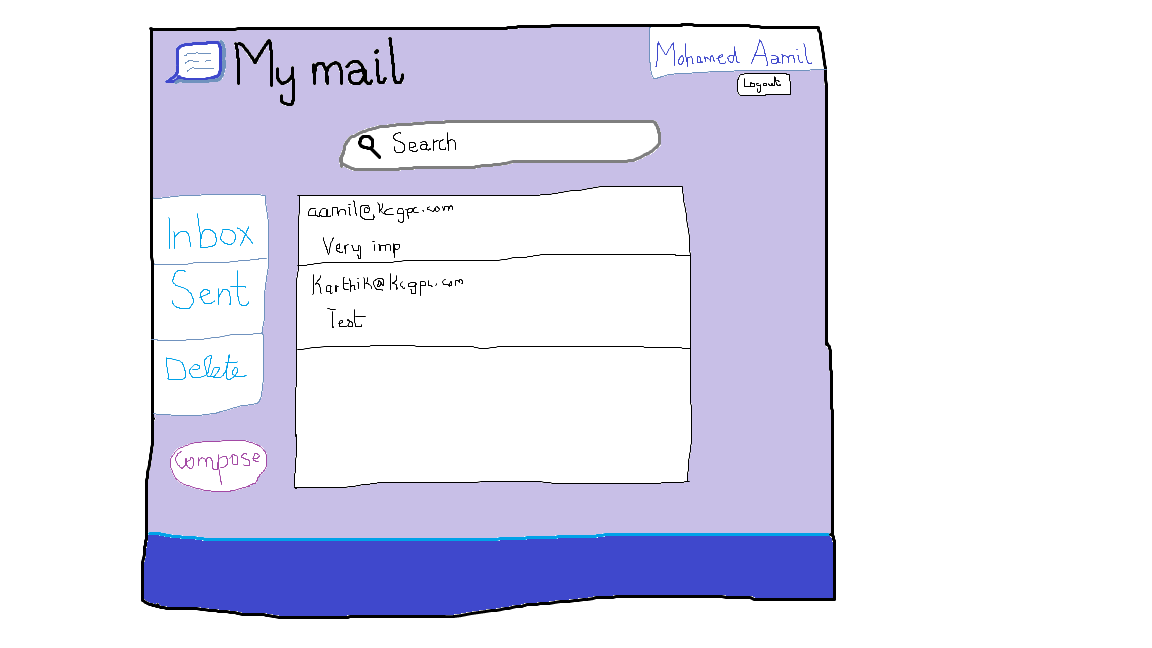 My mail
Mohamed Aamil
Logout
Search
Inbox
Sent
Delete
Compose
aamil@kcgpc.com
Very imp
Karthik@kcgpc.com
Test